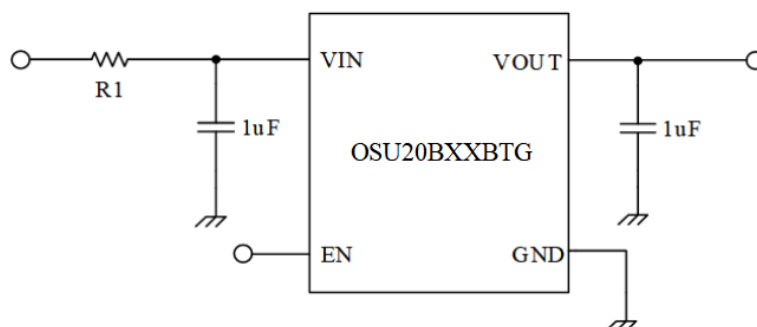 VIN
VOUT
R1
1uF
1uF
OSU20BXXBTG
EN
GND